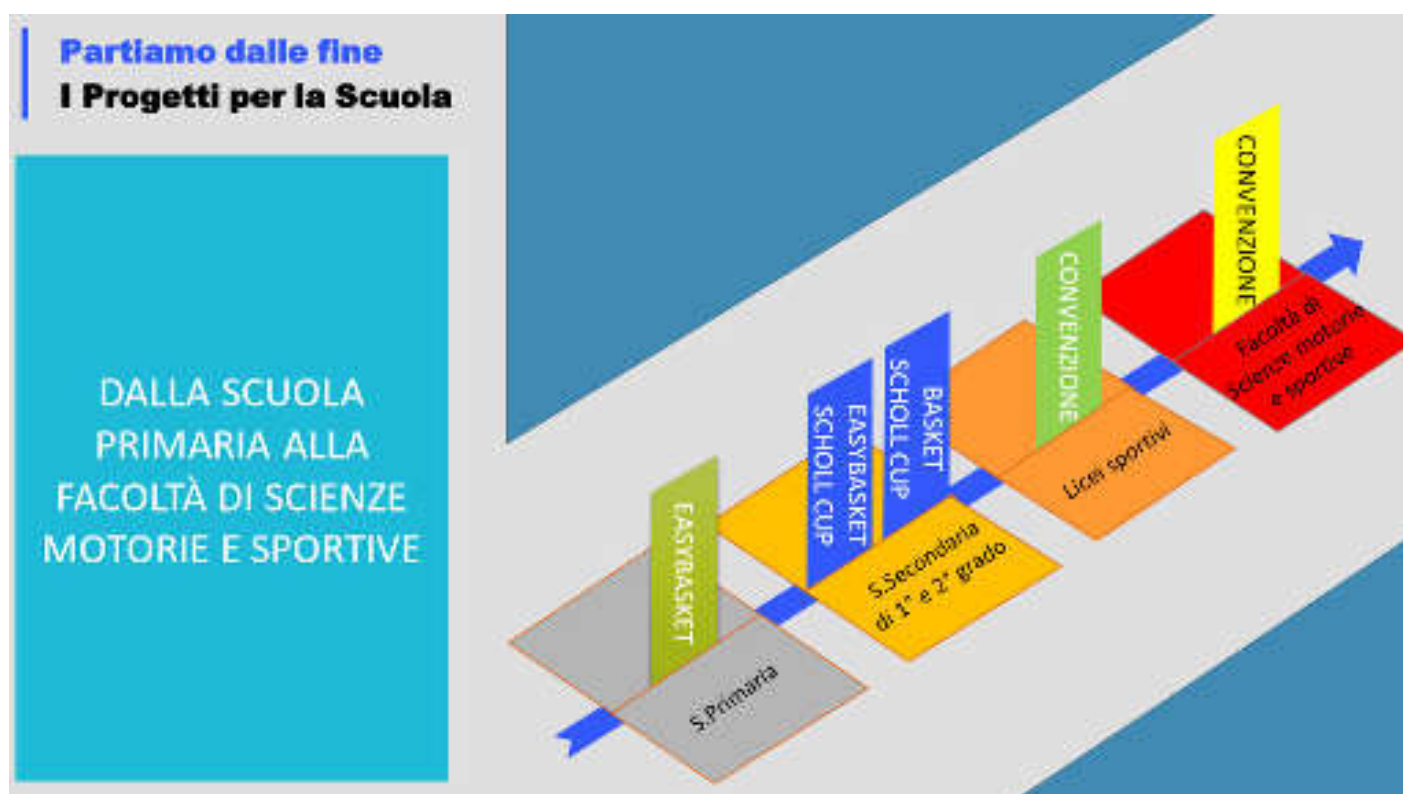 Partiamo dalle fine
I Progetti per la Scuola
DALLA SCUOLA
PRIMARIA ALLA
FACOLTÀ DI SCIENZE
MOTORIE E SPORTIVE
EASYBASKET
S.Primaria
EASYBASKET
SCHOLL CUP
BASKET
SCHOLL CUP
S.Secondaria
di 1° e 2° grado
CONVENZIONE
Licei sportivi
CONVENZIONE
Facoltà di
Scienze motorie
e sportive